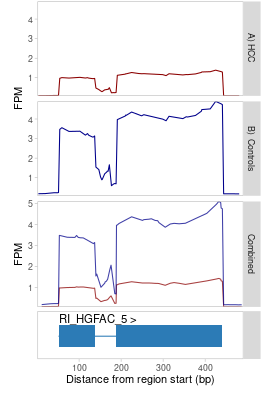 4
3
2
1
A) HCC
FPM
4
3
2
1
B): Controls
5
4
3
2
1
FPM
Combined
RI_HGFAC_5 >
100 200 300 400
Distance from region start (bp)